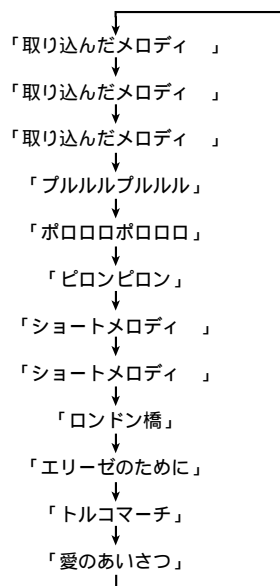 「取り込んだメロディ　」
「取り込んだメロディ　」
「取り込んだメロディ　」
「プルルルプルルル」
「ポロロロポロロロ」
「ピロンピロン」
「ショートメロディ　」
「ショートメロディ　」
「ロンドン橋」
「エリーゼのために」
「トルコマーチ」
「愛のあいさつ」